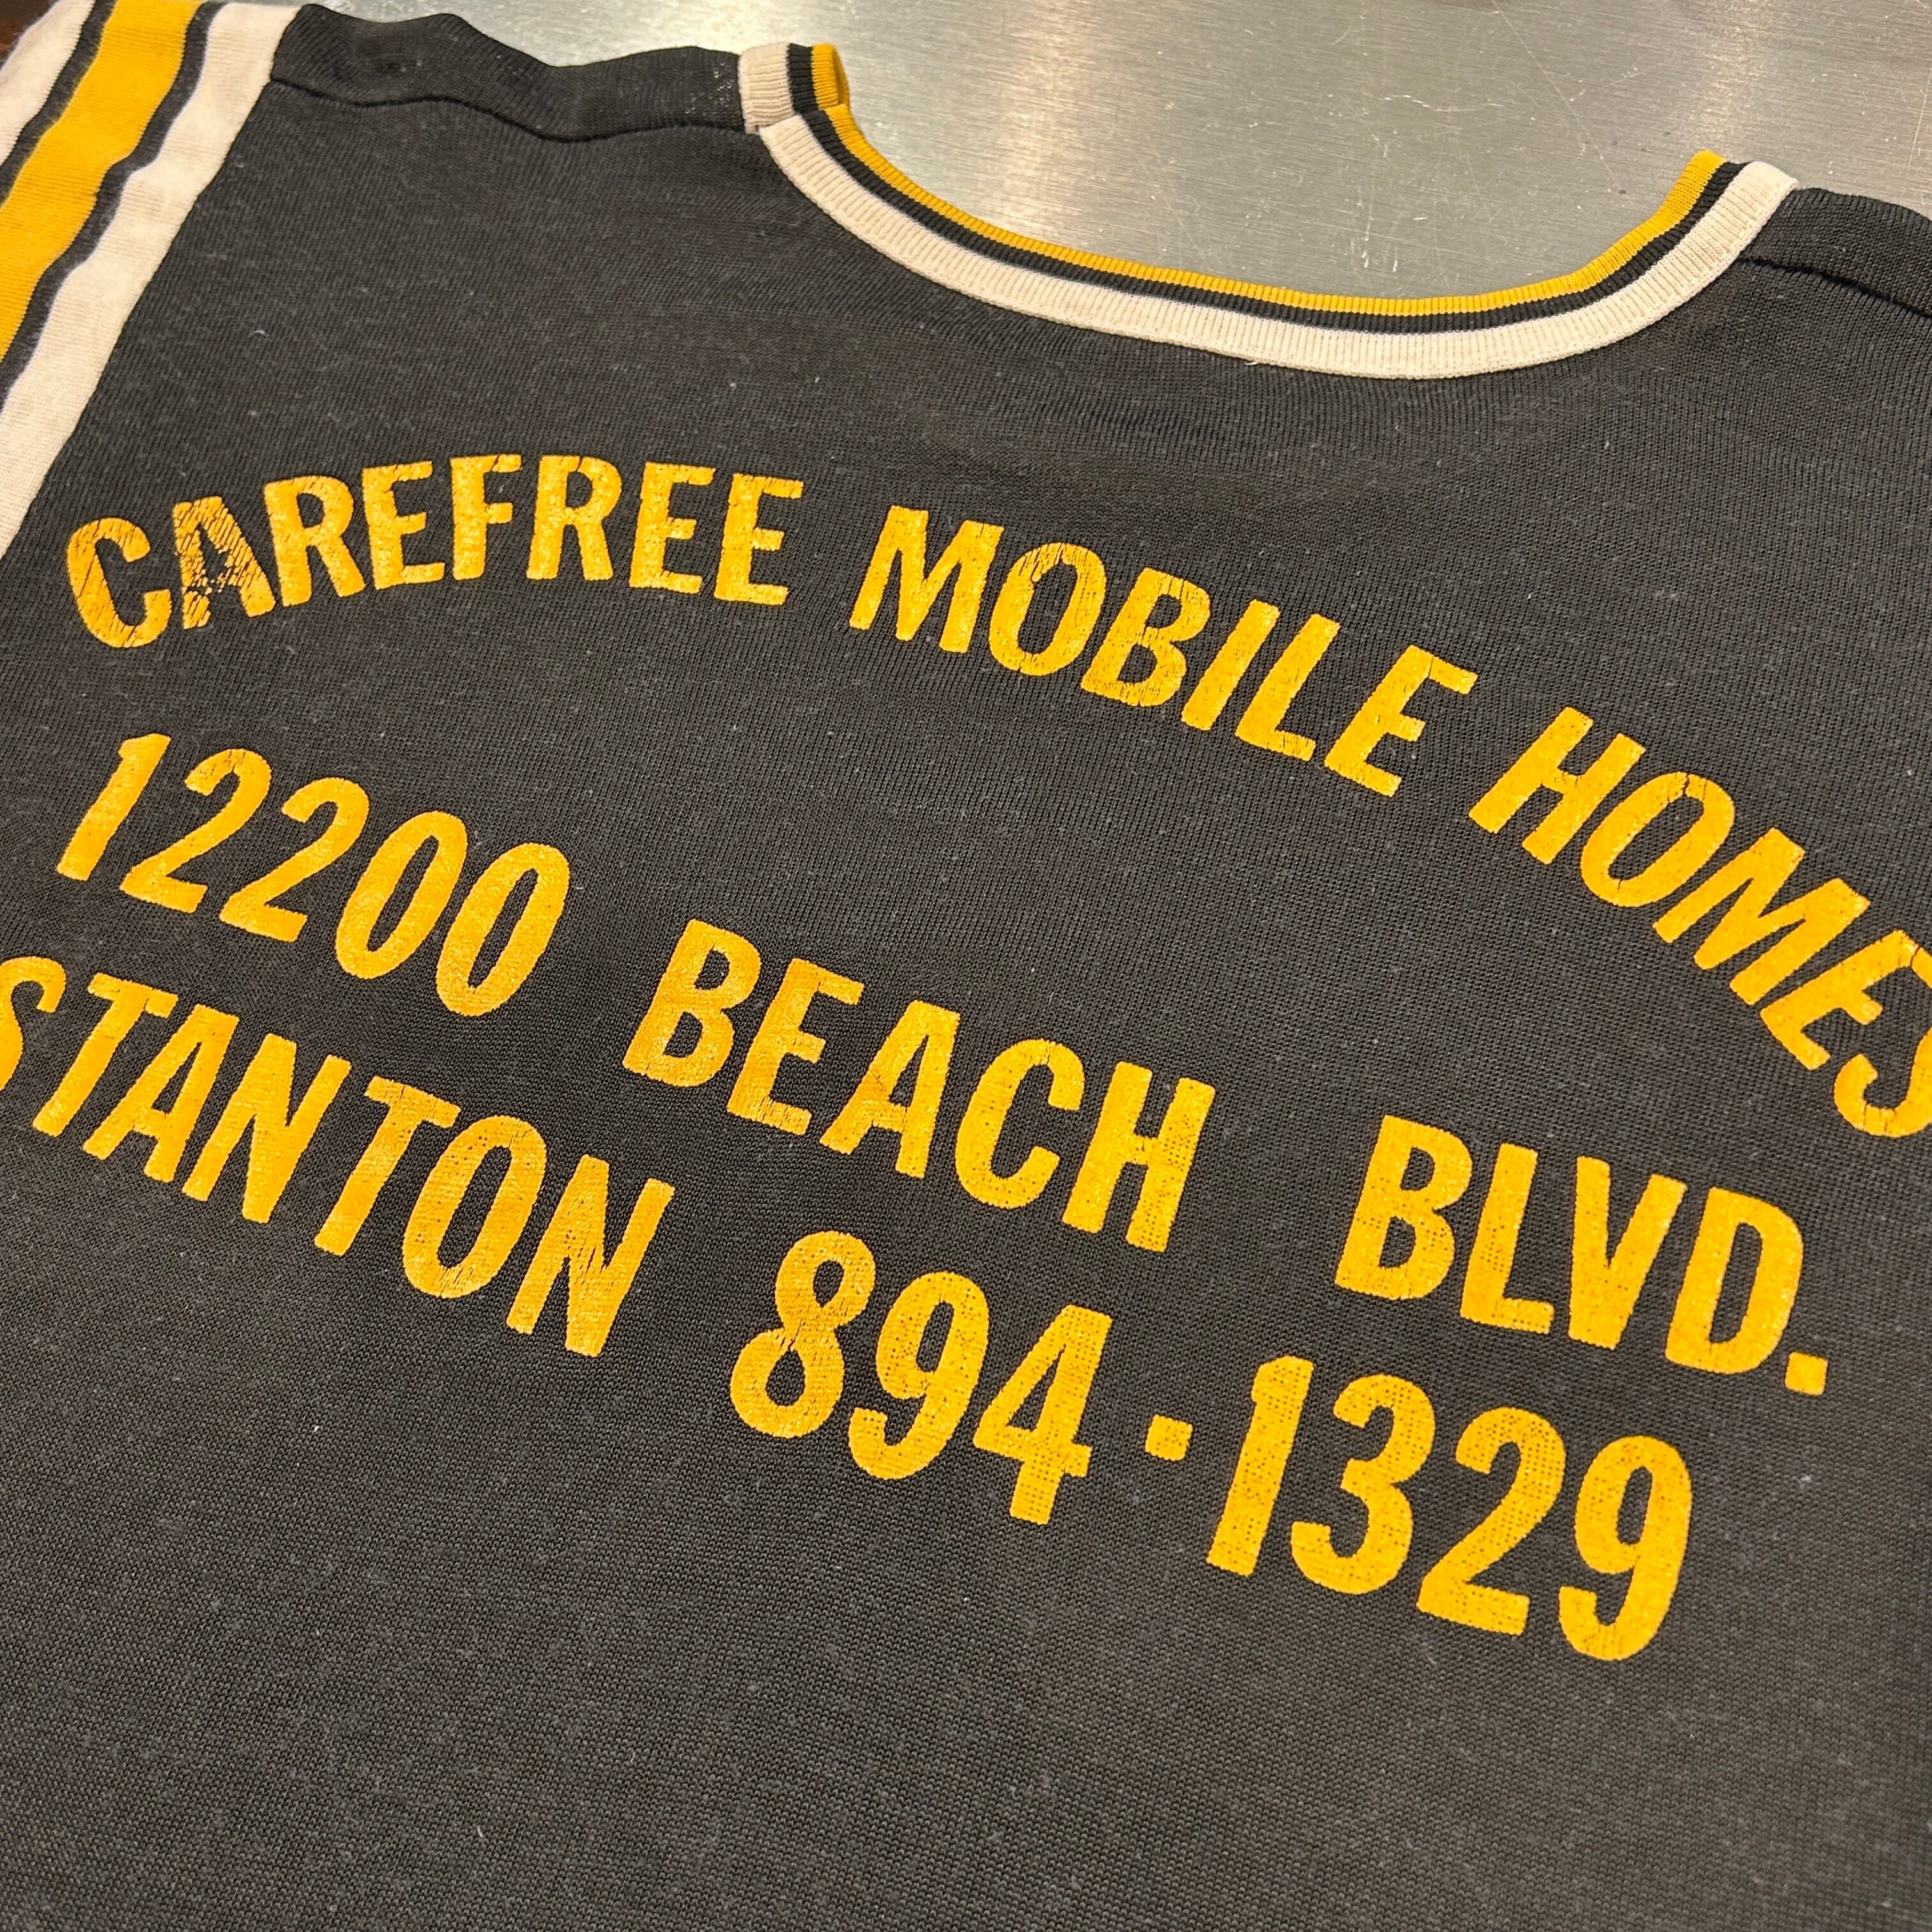 CAREFREE MOBILE HOMES
12200 BEACH BLVD.
STANTON 894-1329